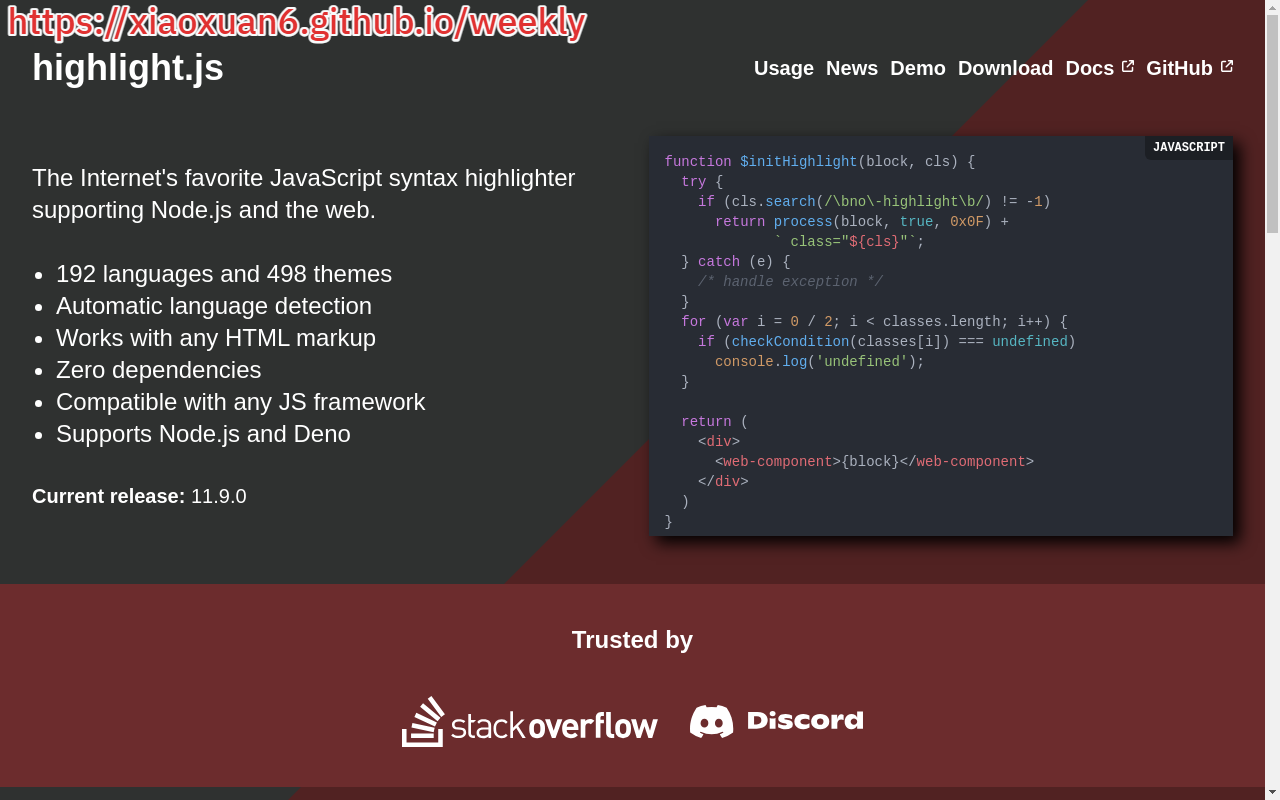 https://xiaoxuan6.github.io/weekly
highlight.js
Usage News Demo Download Docs GitHub
The Internet's favorite JavaScript syntax highlighter
supporting Node.js and the web.
192 languages and 498 themes
Automatic language detection
Works with any HTML markup
Zero dependencies
Compatible with any JS framework
Supports Node.js and Deno
Current release: 11.9.0
JAVASCRIPT
function $initHighlight(block, cls) {
  try {
    if (cls.search(/\bno\-highlight\b/) != -1)
      return process(block, true, 0x0F) +
             ` class="${cls}"`;
  } catch (e) {
    /* handle exception */
  }
  for (var i = 0 / 2; i < classes.length; i++) {
    if (checkCondition(classes[i]) === undefined)
      console.log('undefined');
  }
  return (
    <div>
      <web-component>{block}</web-component>
    </div>
  )
}
Trusted by
stackoverflow Discord